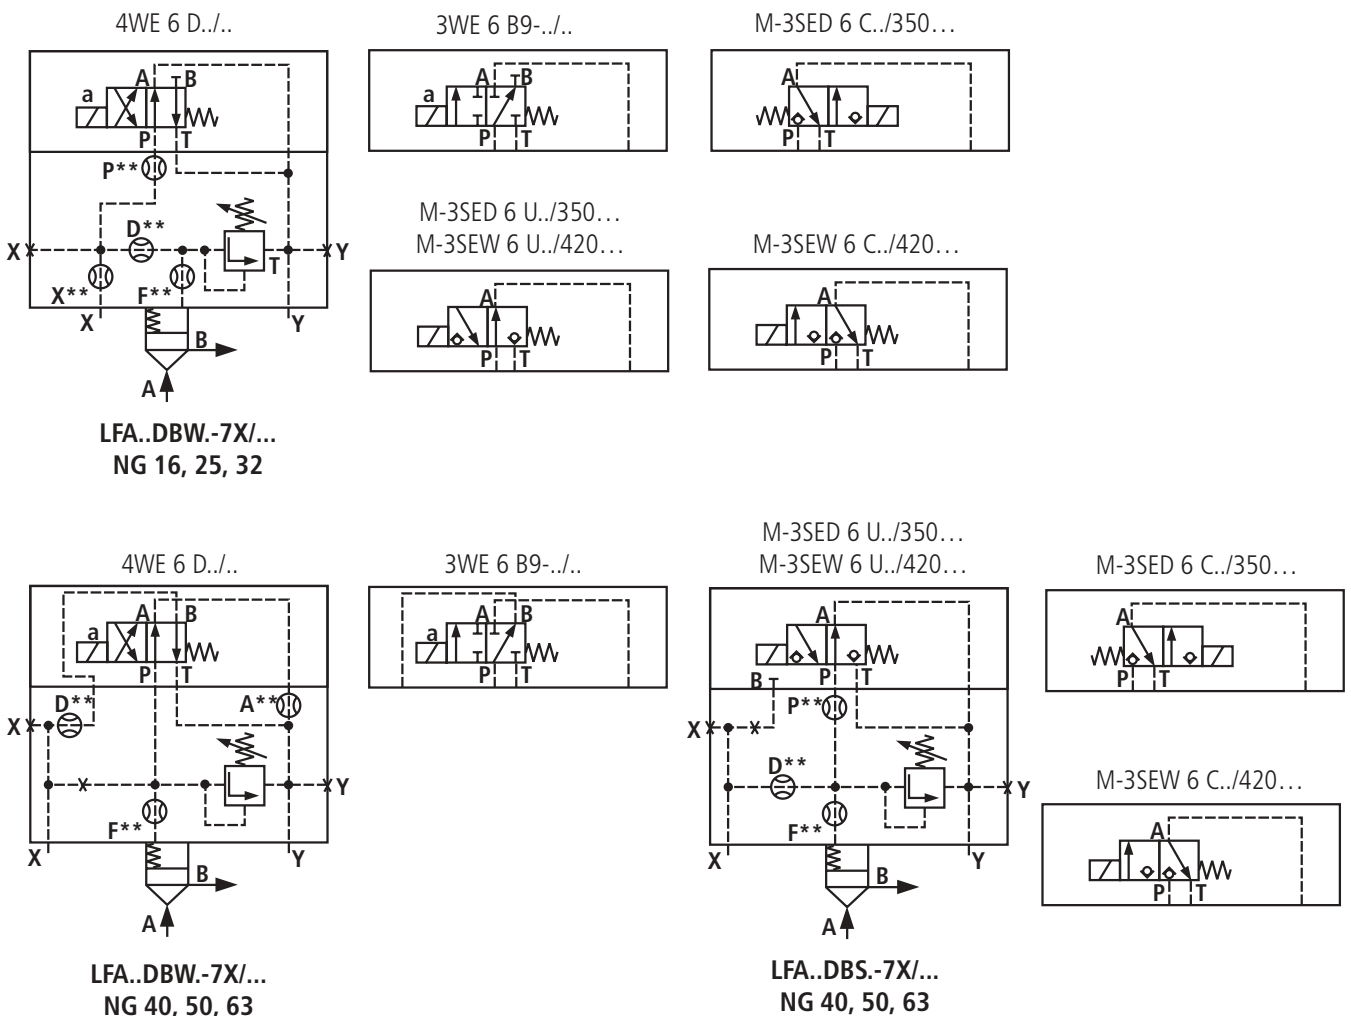 4WE 6 D../..
A
B
a
P
T
P**
D**
X
Y
T
X**
F**
X
Y
B
A
LFA..DBW.-7X/...
NG 16, 25, 32
3WE 6 B9-../..
A
B
a
P
T
M-3SED 6 C../350...
A
P
T
M-3SED 6 U../350...
M-3SEW 6 U../420...
A
P
T
M-3SEW 6 C../420...
A
P
T
4WE 6 D../..
A
B
a
P
T
D**
A**
X
Y
F**
X
Y
B
A
LFA..DBW.-7X/...
NG 40, 50, 63
3WE 6 B9-../..
A
B
a
P
T
M-3SED 6 U../350...
M-3SEW 6 U../420...
A
P
T
B
P**
X
D**
Y
F**
X
Y
B
A
LFA..DBS.-7X/...
NG 40, 50, 63
M-3SED 6 C../350...
A
P
T
M-3SEW 6 C../420...
A
P
T